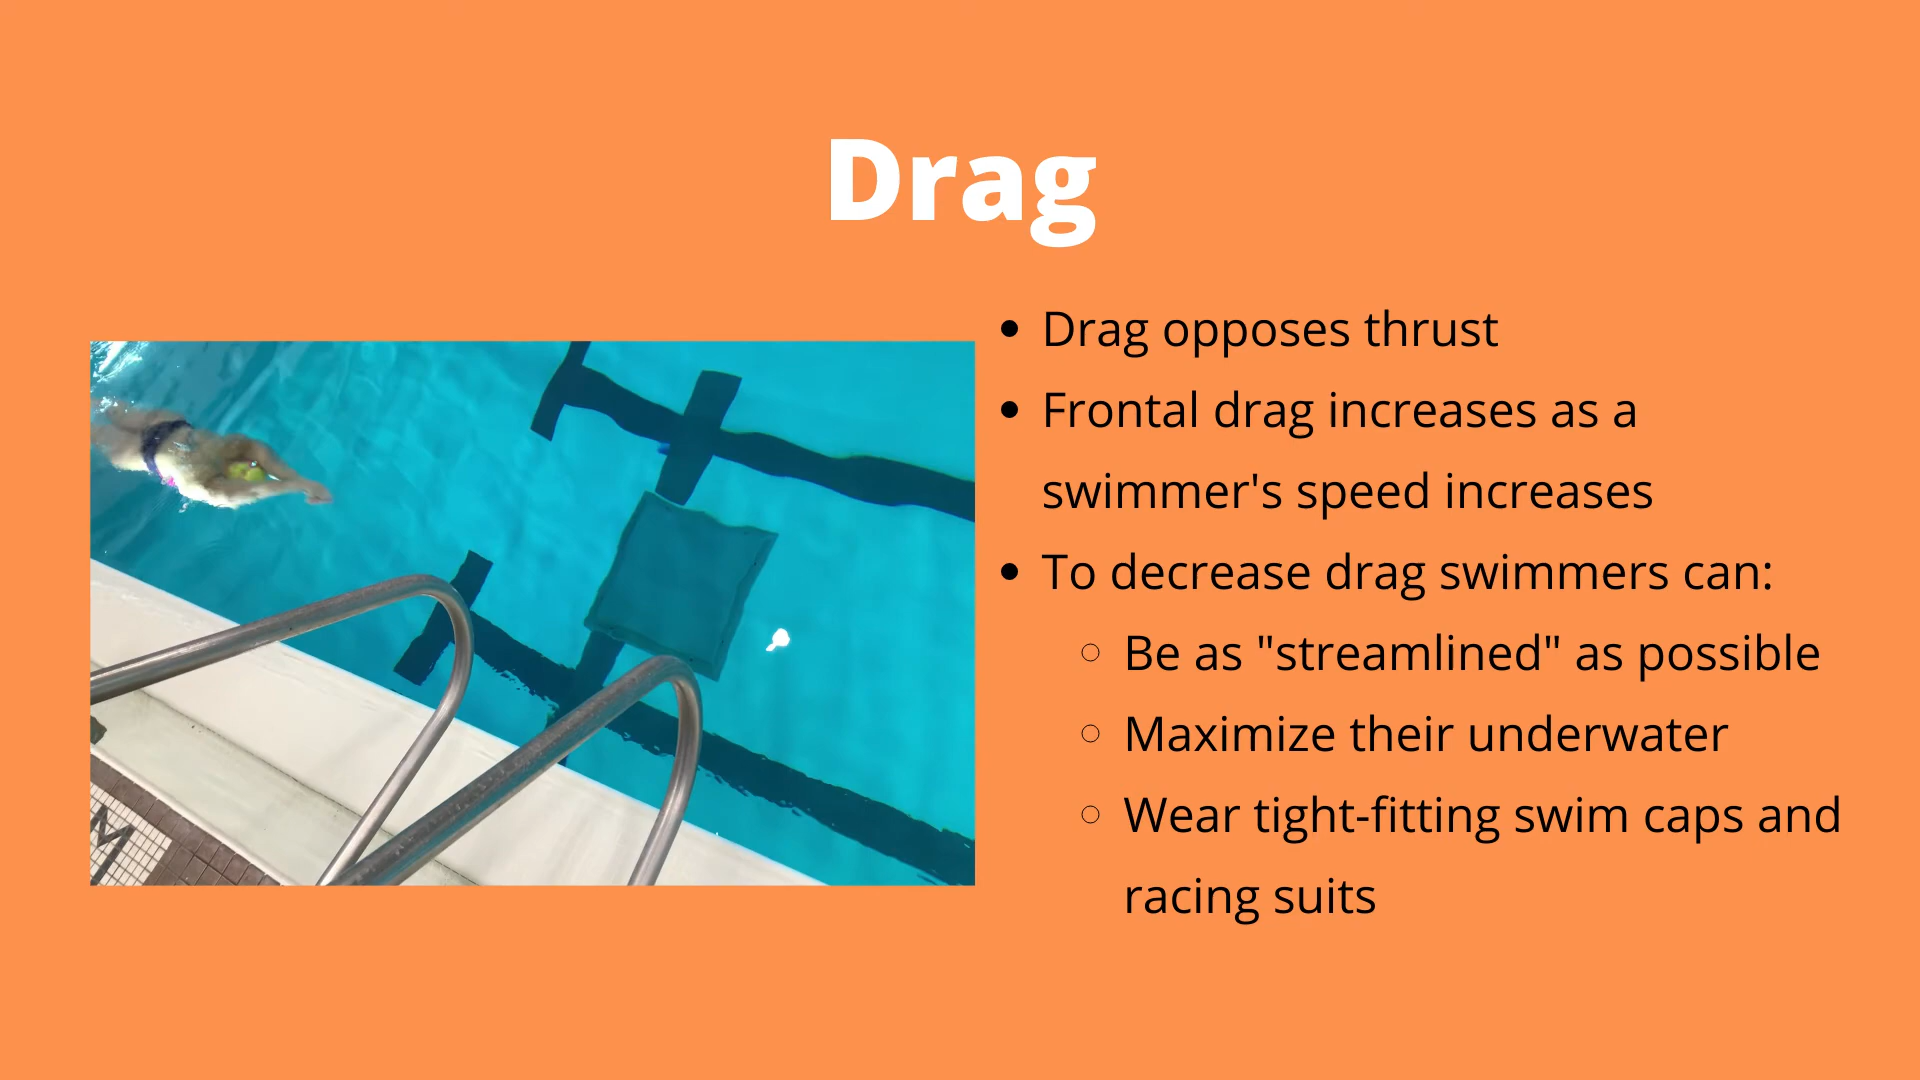 Drag
Drag opposes thrust
Frontal drag increases as a
swimmer's speed increases
To decrease drag swimmers can:
Be as "streamlined" as possible
Maximize their underwater
Wear tight-fitting swim caps and
racing suits
M